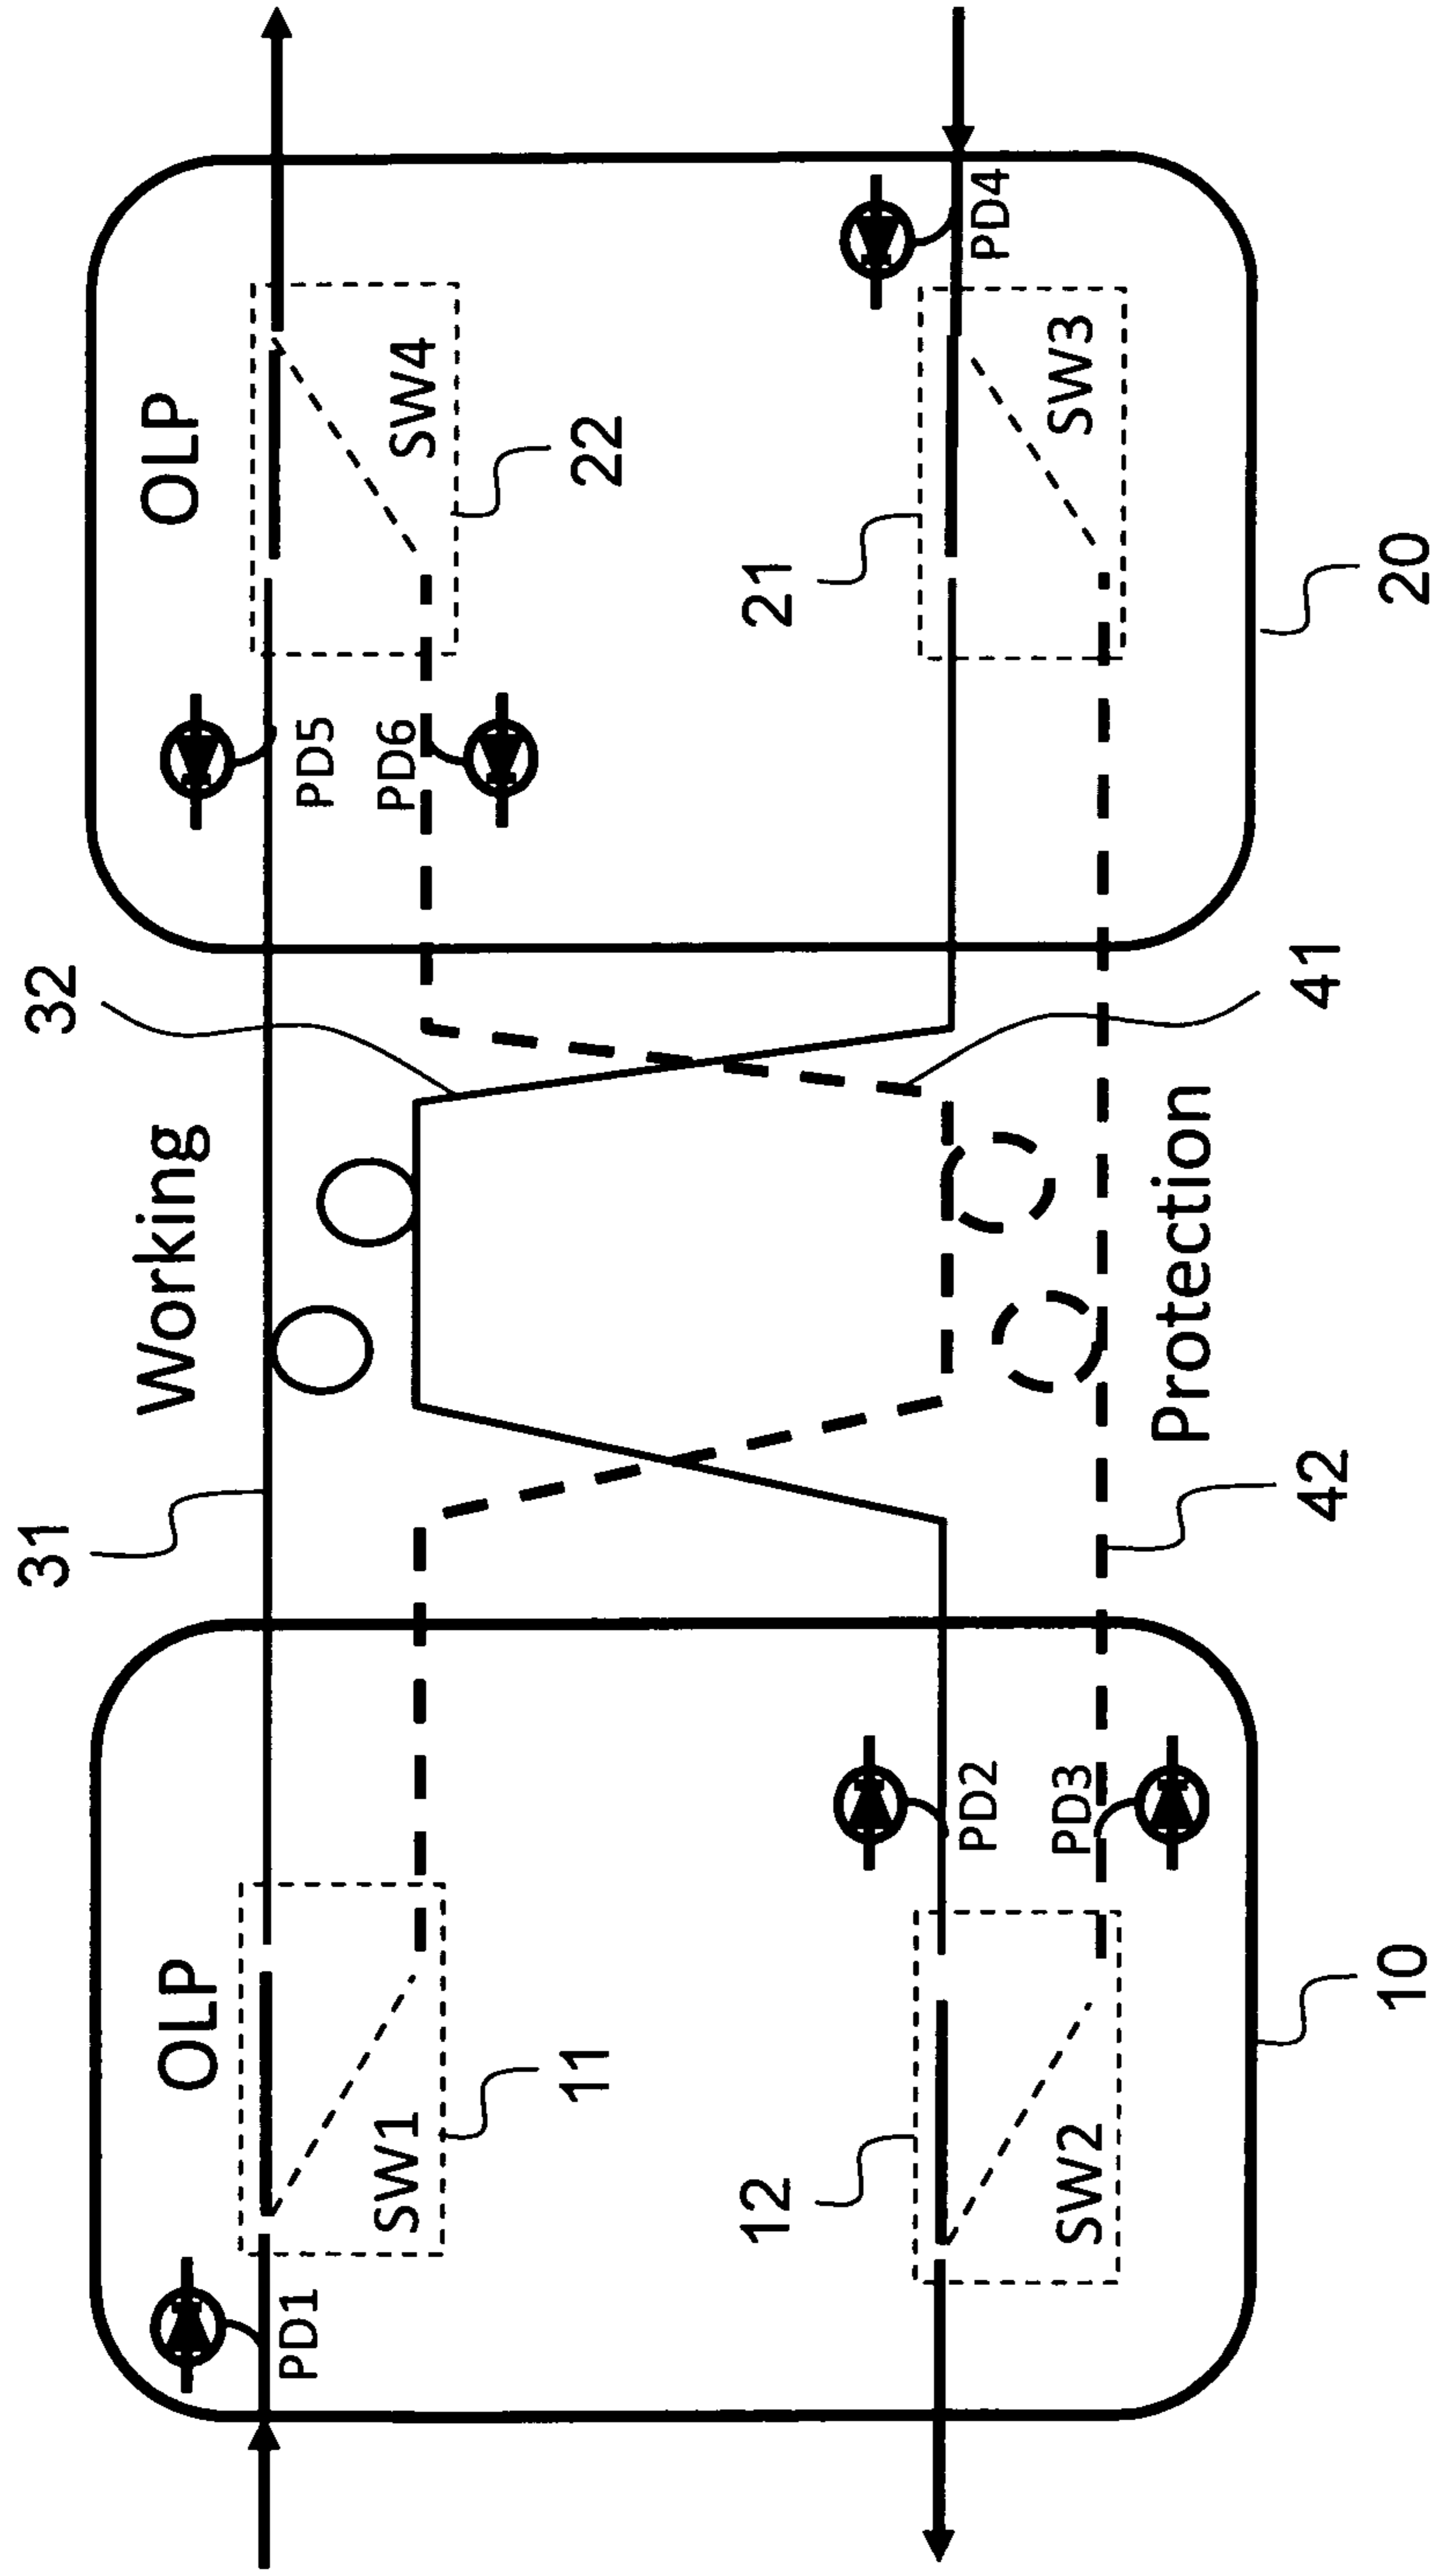 31
Working
32
OLP
PD1
SW1
11
OLP
PD5
PD6
SW4
22
12
SW2
PD2
PD3
21
SW3
PD4
42
Protection
41
10
20